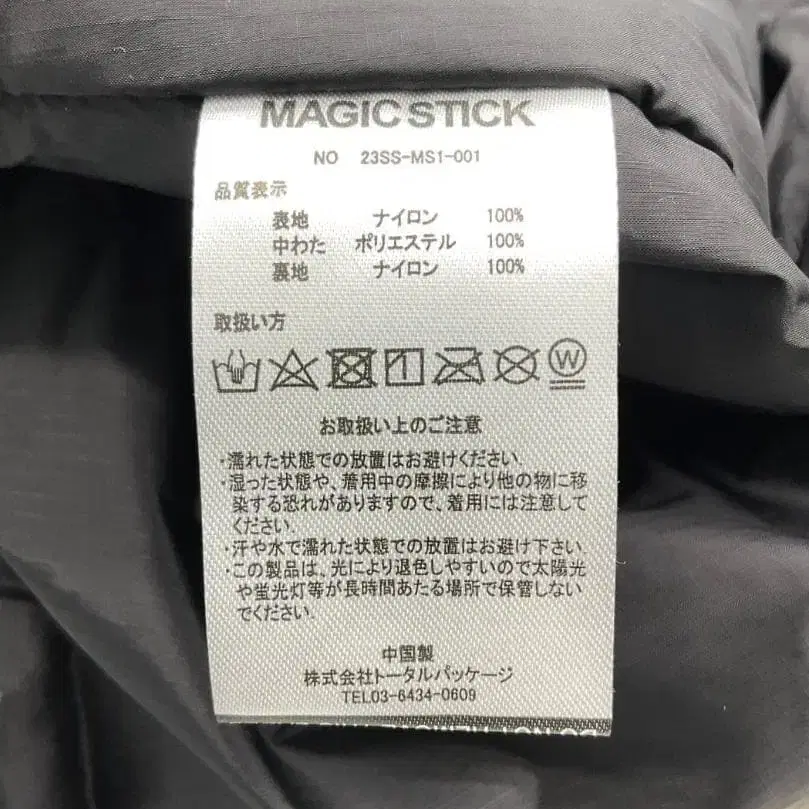 MAGIC STICK
NO 23SS-MS1-001
品質表示
表地 ナイロン 100%
中わた ポリエステル 100%
裏地 ナイロン 100%
取扱い方
W
お取扱い上のご注意
・濡れた状態での放置はお避けください.
・湿った状態や、着用中の摩擦により他の物に移
染する恐れがありますので、着用には注意して
ください.
・汗や水で濡れた状態での放置はお避け下さい.
・この製品は、光により退色しやすいので太陽光
や蛍光灯等が長時間あたる場所で保管しない
でください.
中国製
株式会社トータルパッケージ
TEL03-6434-0609